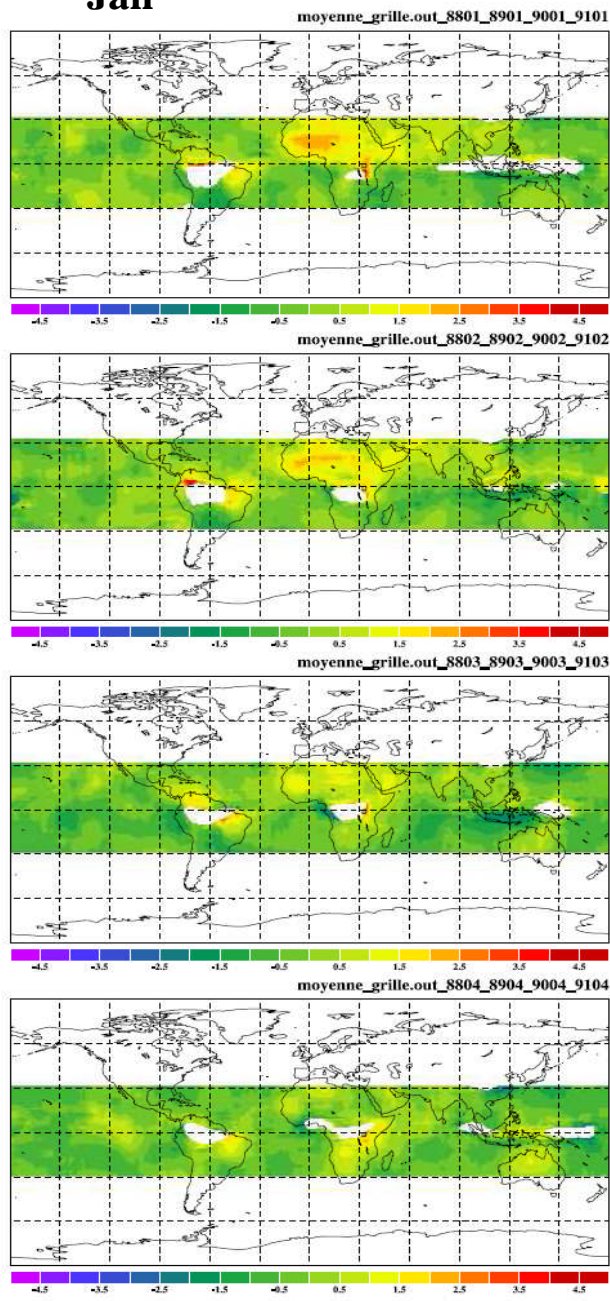 Jan
moyenne_grille.out_8801_8901_9001_9101
-4.5 -3.5 -2.5 -1.5 -0.5 0.5 1.5 2.5 3.5 4.5
moyenne_grille.out_8802_8902_9002_9102
-4.5 -3.5 -2.5 -1.5 -0.5 0.5 1.5 2.5 3.5 4.5
moyenne_grille.out_8803_8903_9003_9103
-4.5 -3.5 -2.5 -1.5 -0.5 0.5 1.5 2.5 3.5 4.5
moyenne_grille.out_8804_8904_9004_9104
-4.5 -3.5 -2.5 -1.5 -0.5 0.5 1.5 2.5 3.5 4.5